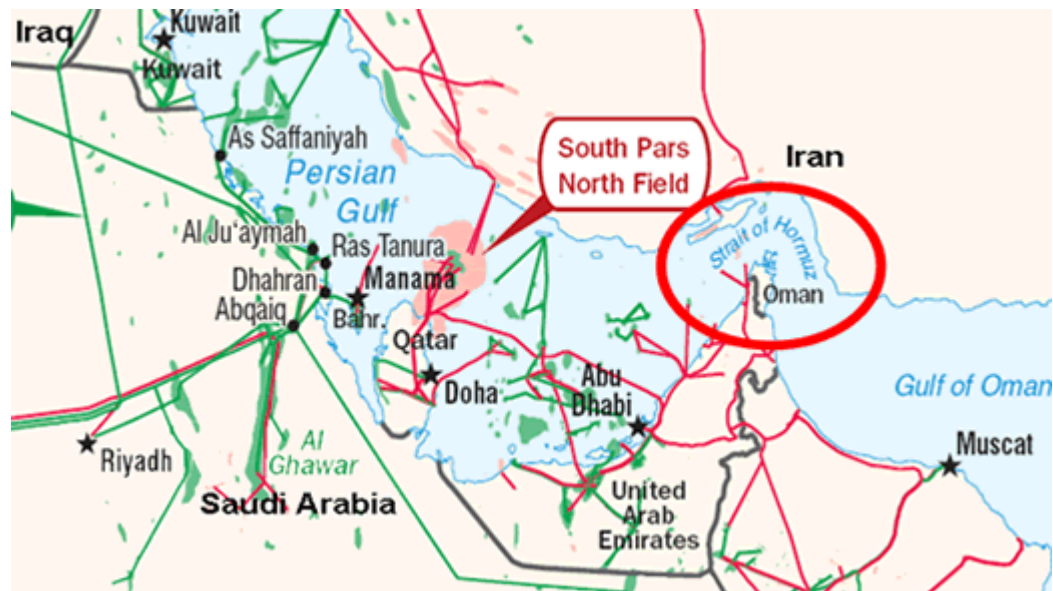 Kuwait
Iraq
Kuwait
As Saffaniyah
South Pars
North Field
Iran
Persian
Gulf
Strait of Hormuz
Al Ju‘aymah
Ras Tanura
Dhahran
Manama
Oman
Abqaiq
Bahr.
Qatar
Abu
Dhabi
Gulf of Oman
Doha
Al
Ghawar
Riyadh
Muscat
Saudi Arabia
United
Arab
Emirates